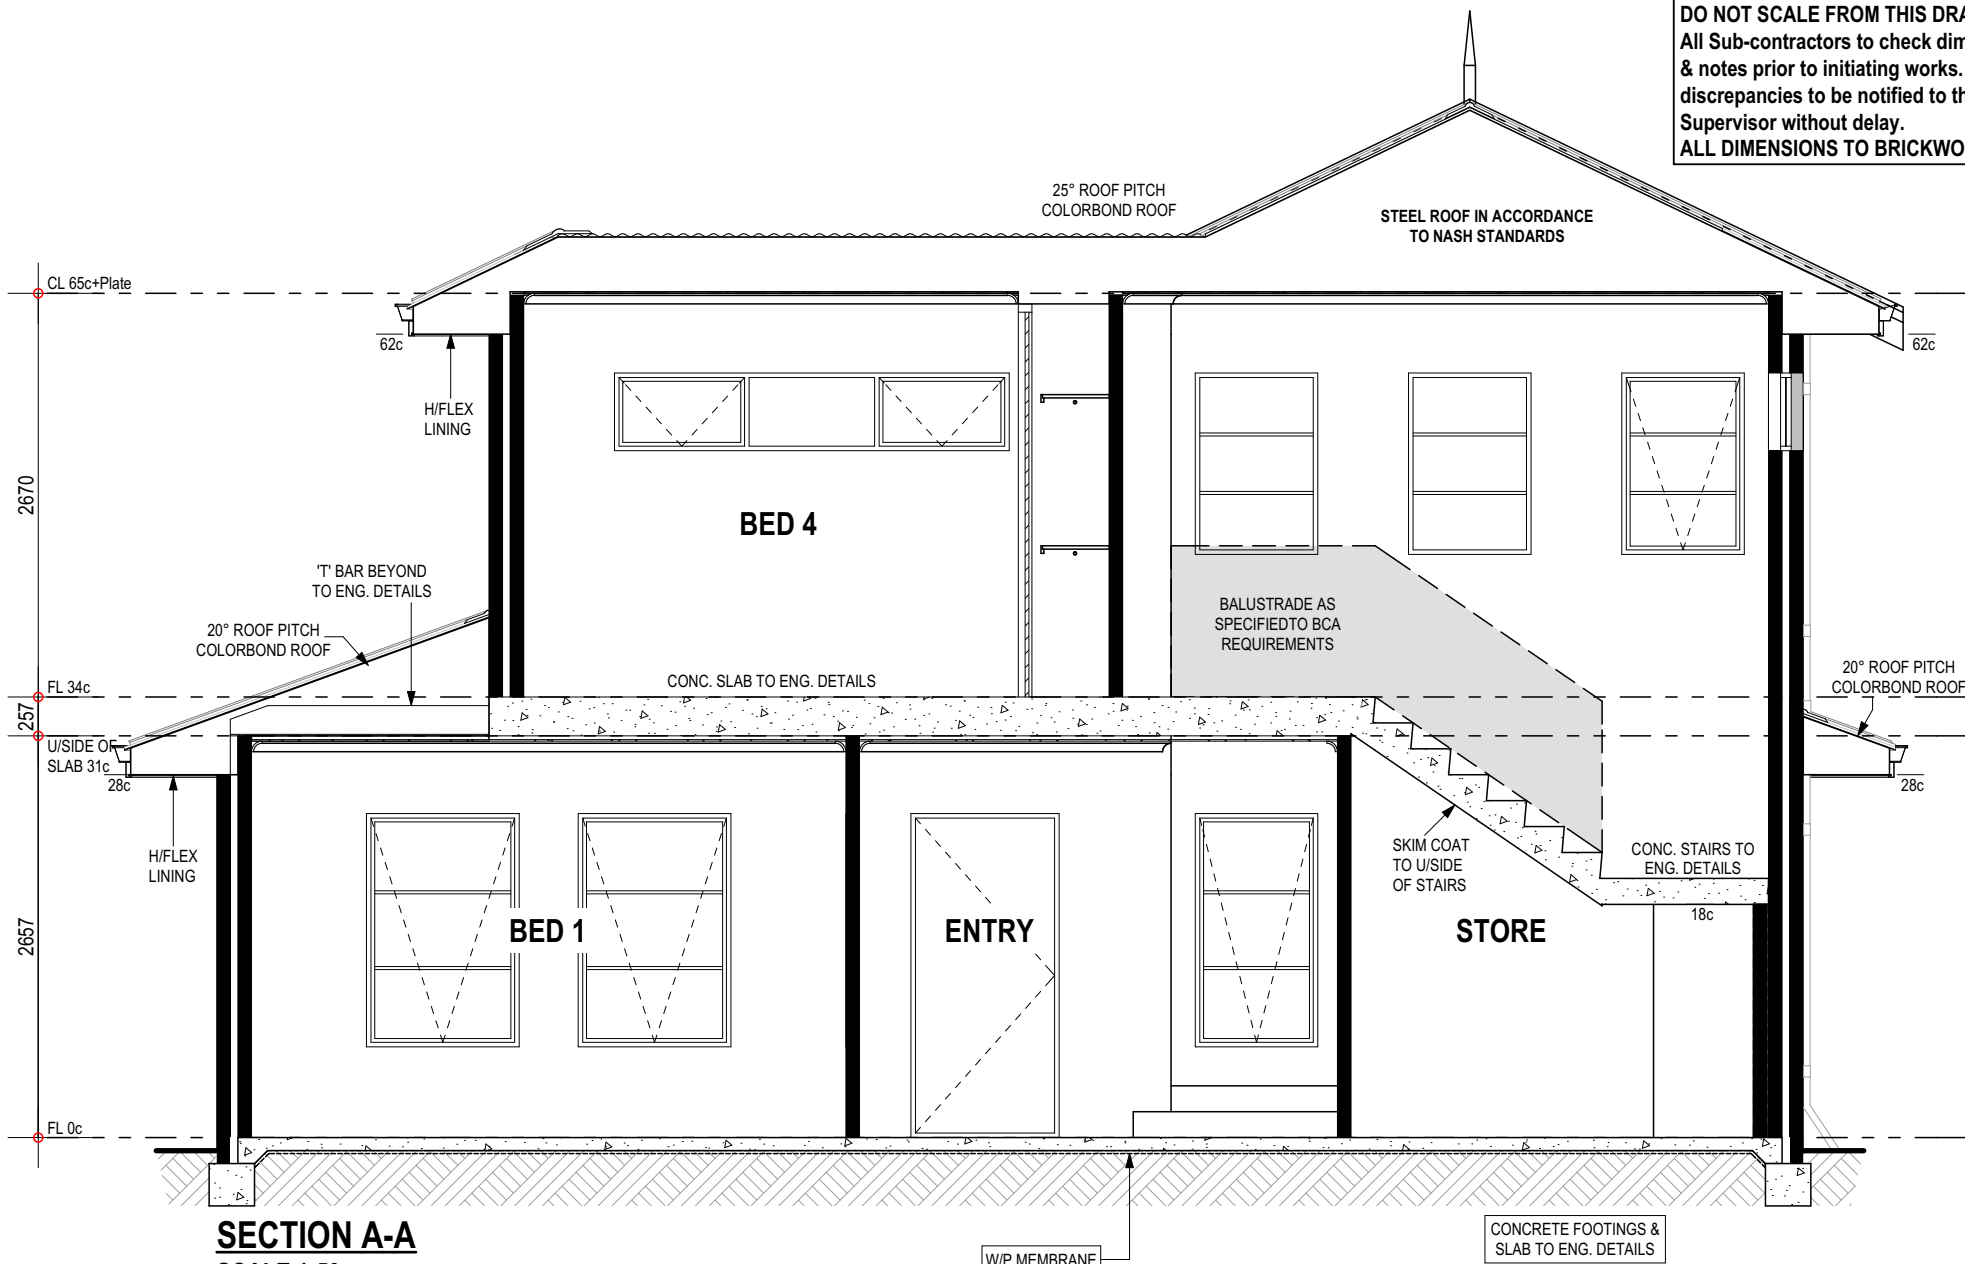 DO NOT SCALE FROM THIS
All Sub-contractors to check
& notes prior to initiating works.
discrepancies to be notified to
Supervisor without delay.
ALL DIMENSIONS TO
25° ROOF PITCH
COLORBOND ROOF
STEEL ROOF IN ACCORDANCE
TO NASH STANDARDS
CL 65c+Plate
62c
62c
H/FLEX
LINING
2670
BED 4
'T' BAR BEYOND
TO ENG. DETAILS
20° ROOF PITCH
COLORBOND ROOF
BALUSTRADE AS
SPECIFIEDTO BCA
REQUIREMENTS
CONC. SLAB TO ENG. DETAILS
20° ROOF PITCH
COLORBOND ROOF
FL 34c
257
U/SIDE OF
SLAB 31c
28c
28c
H/FLEX
LINING
SKIM COAT
TO U/SIDE
OF STAIRS
CONC. STAIRS TO
ENG. DETAILS
18c
2657
BED 1
ENTRY
STORE
FL 0c
SECTION A-A
W/P MEMBRANE
CONCRETE FOOTINGS &
SLAB TO ENG. DETAILS